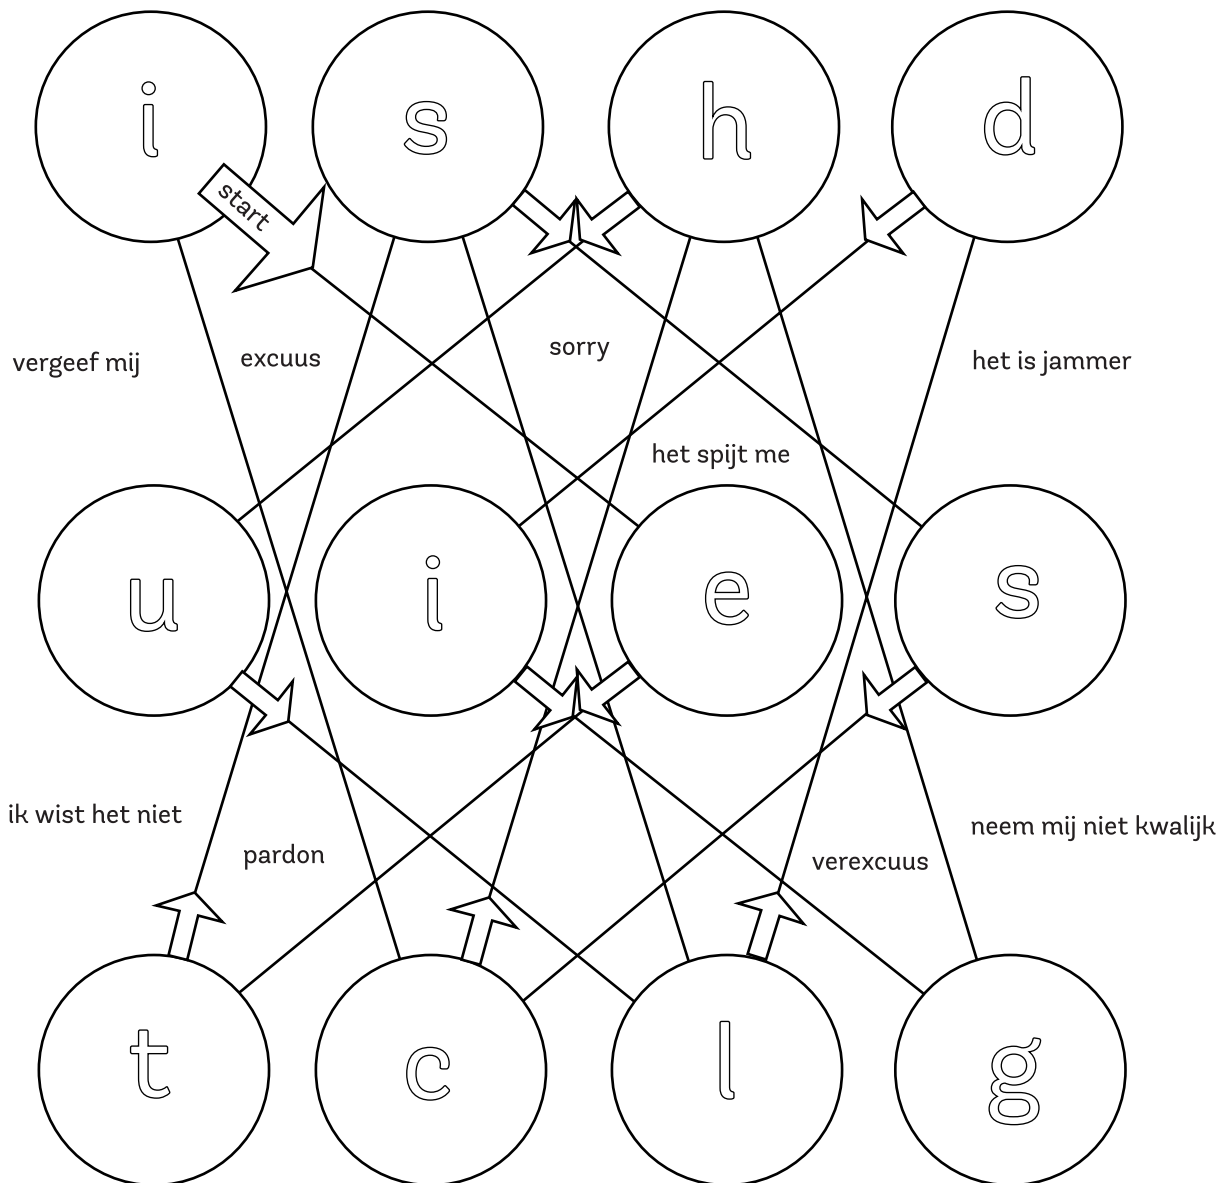 i s h d
start
vergeef mij
excuus
sorry
het is jammer
het spijt me
u i e s
ik wist het niet
pardon
verexcuus
neem mij niet kwalijk
t c l g